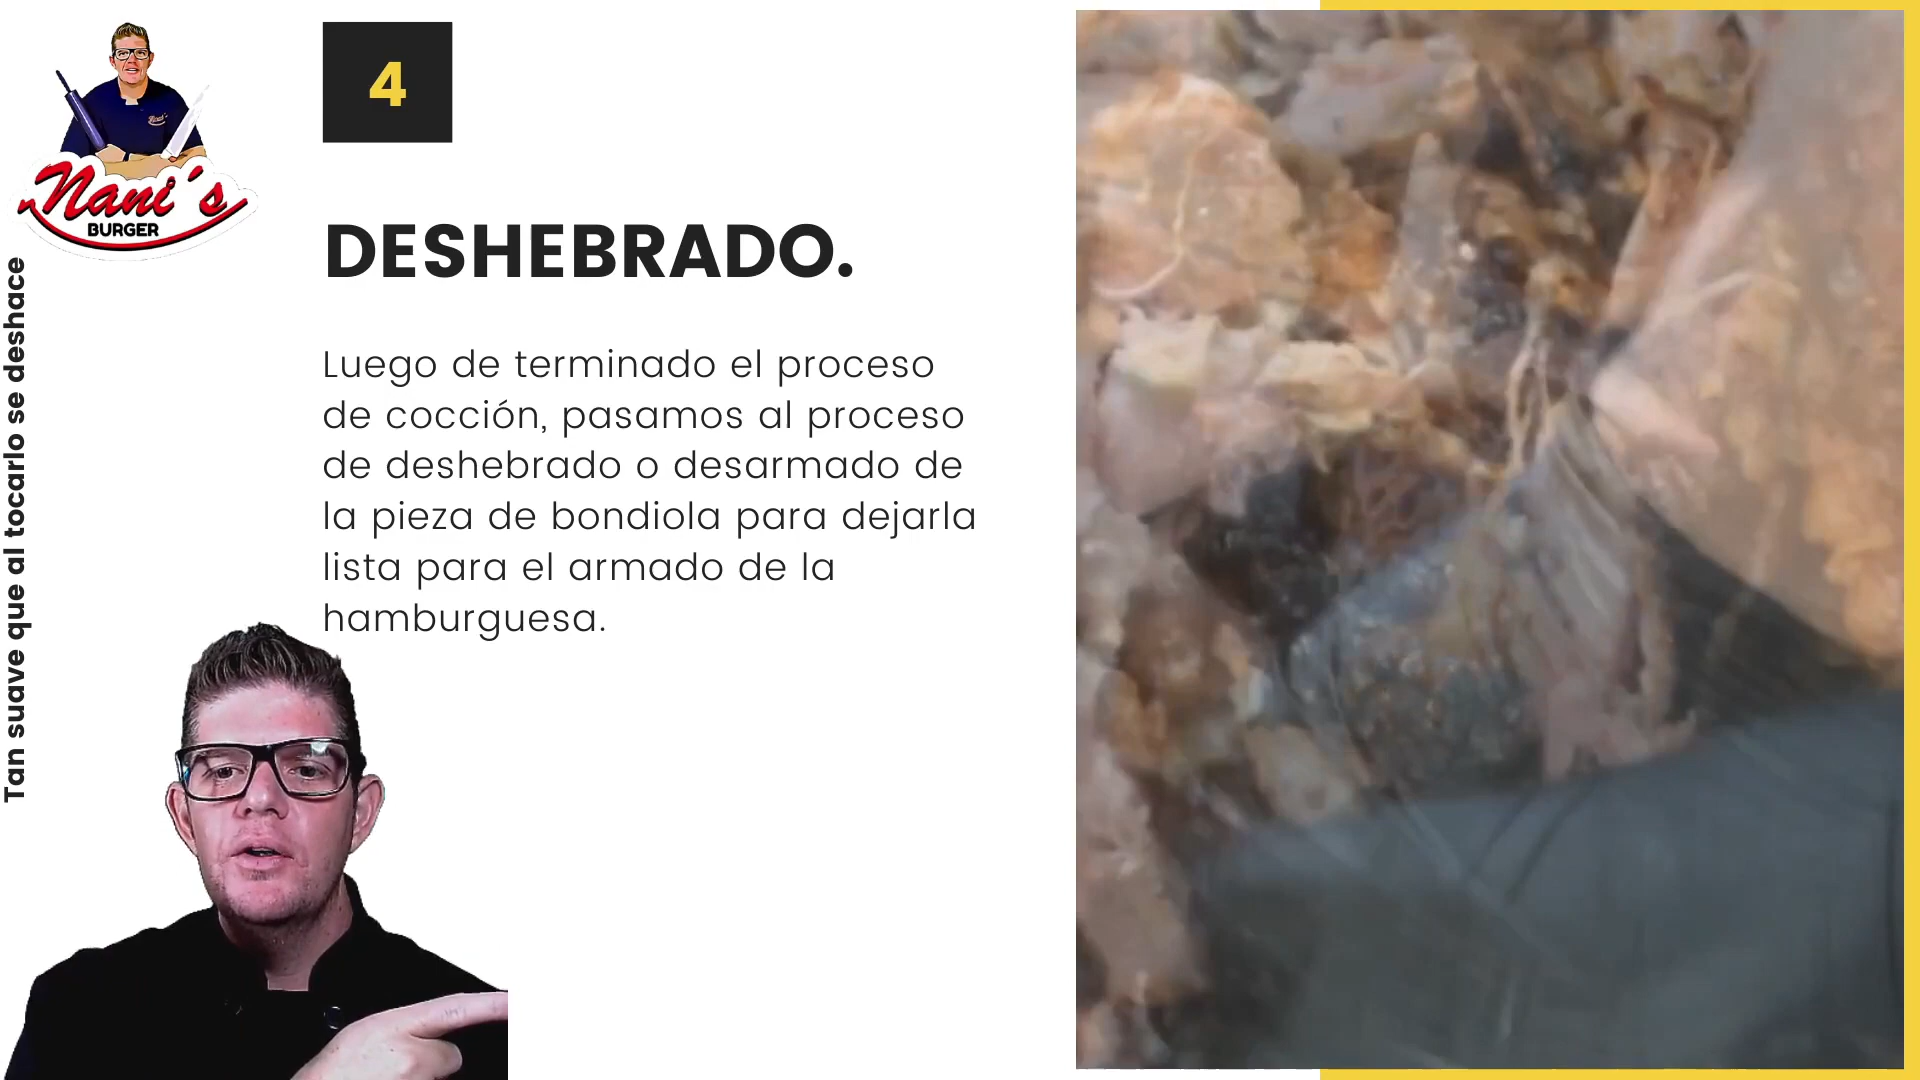 Nani´s
BURGER
Tan suave que al tocarlo se deshace
4
DESHEBRADO.
Luego de terminado el proceso
de cocción, pasamos al proceso
de deshebrado o desarmado de
la pieza de bondiola para dejarla
lista para el armado de la
hamburguesa.